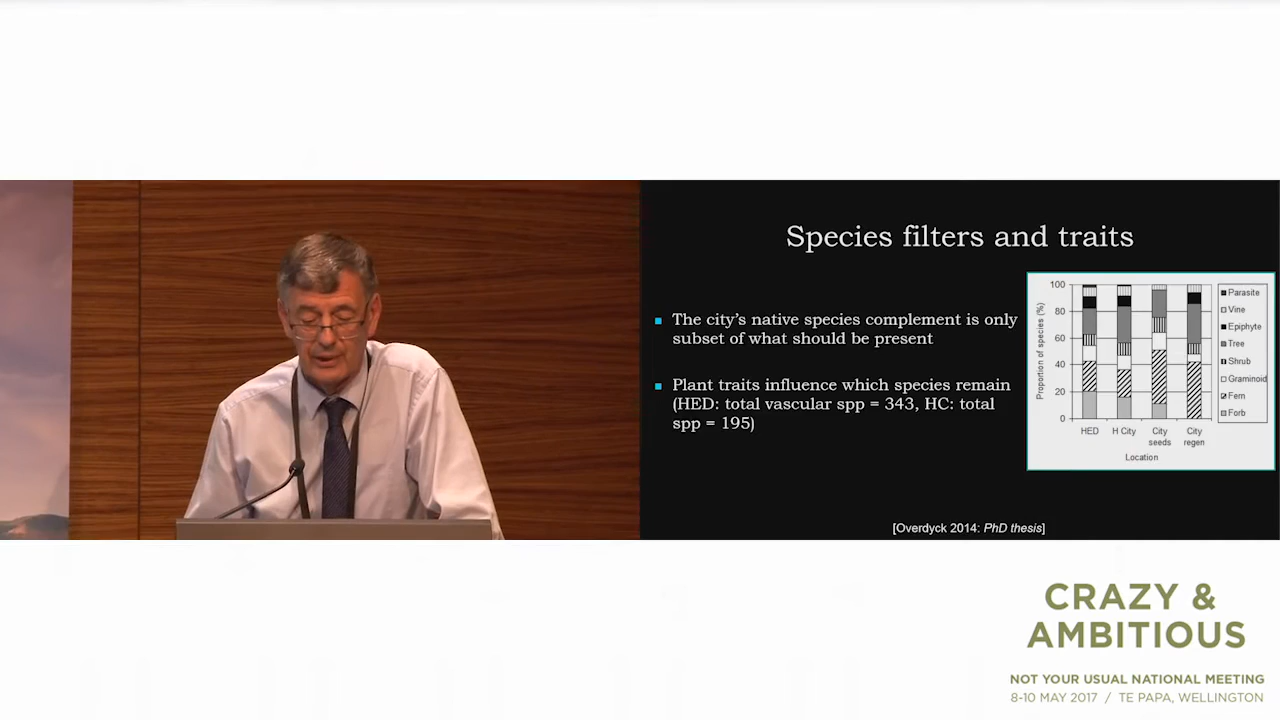 Species filters and traits
The city's native species complement is only
subset of what should be present
Plant traits influence which species remain
(HED: total vascular spp = 343, HC: total
spp = 195)
Proportion of species (%)
100
80
60
40
20
0
HED
H City
City
seeds
City
regen
Location
Parasite
Vine
Epiphyte
Tree
Shrub
Graminoid
Fern
Forb
[Overdyck 2014: PhD thesis]
CRAZY &
AMBITIOUS
NOT YOUR USUAL NATIONAL MEETING
8-10 MAY 2017 / TE PAPA, WELLINGTON